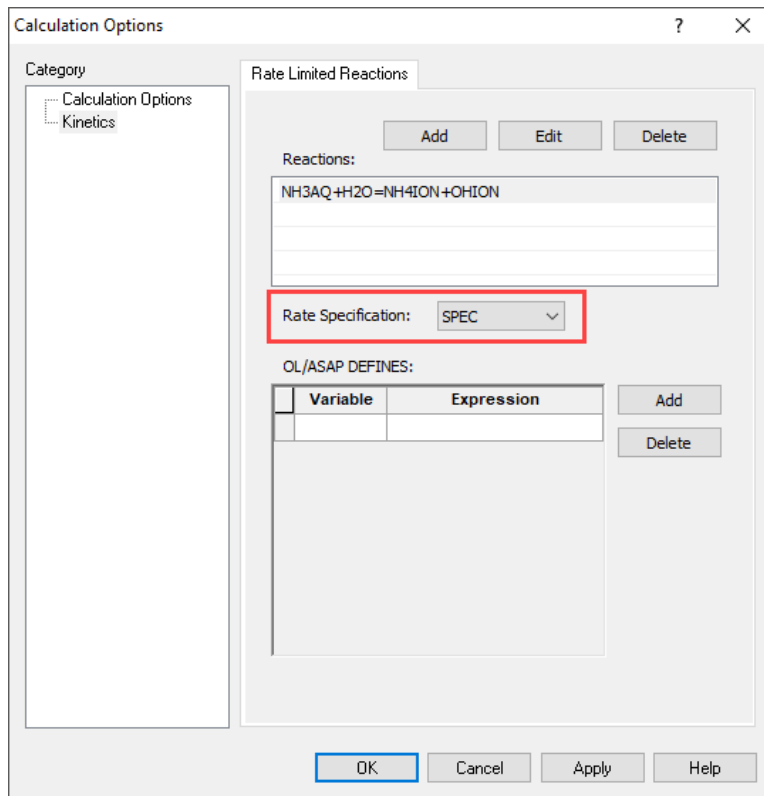 Calculation Options
?
Category
Calculation Options
Kinetics
Rate Limited Reactions
Add Edit Delete
Reactions:
NH3AQ+H2O=NH4ION+OHION
Rate Specification: SPEC
OL/ASAP DEFINES:
Variable Expression
Add
Delete
OK Cancel Apply Help